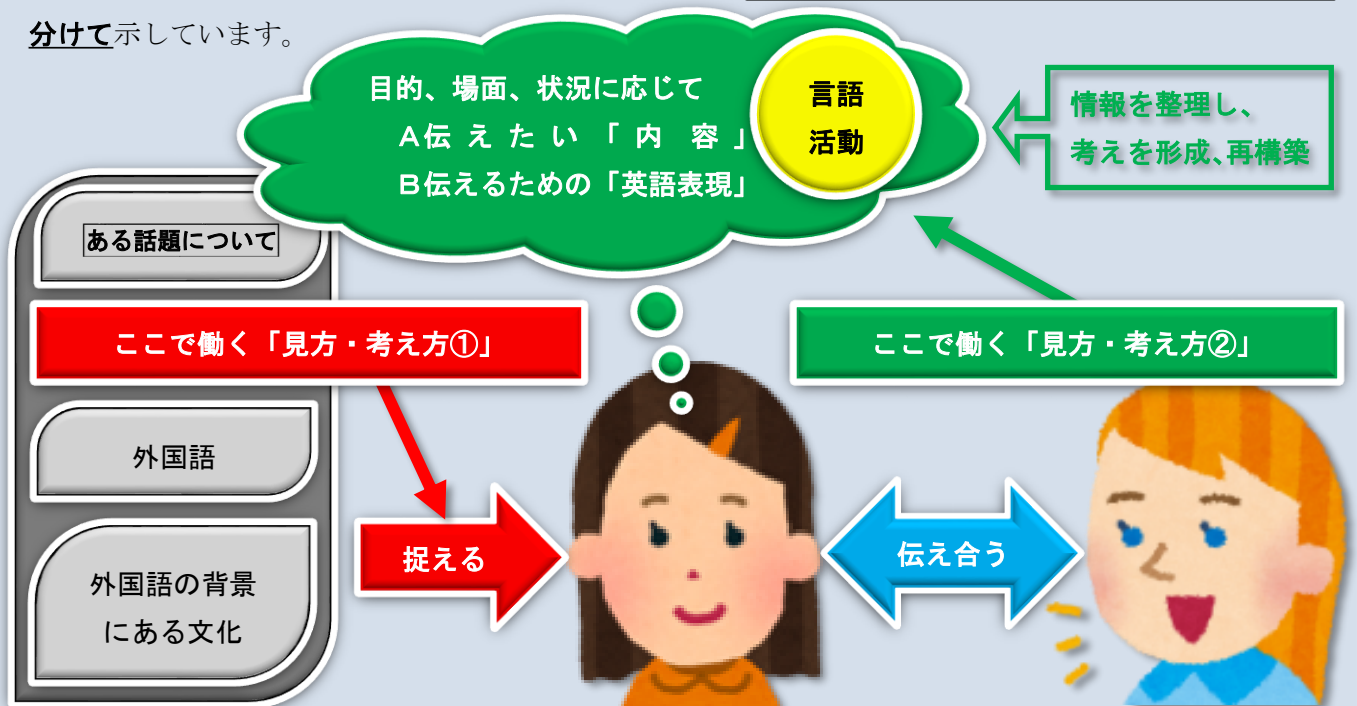 分けて示しています。
目的、場面、状況に応じて
A伝えたい「内容」
B伝えるための「英語表現」
言語
活動
情報を整理し、
考えを形成、再構築
ある話題について
ここで働く「見方・考え方①」
ここで働く「見方・考え方②」
外国語
捉える
伝え合う
外国語の背景
にある文化